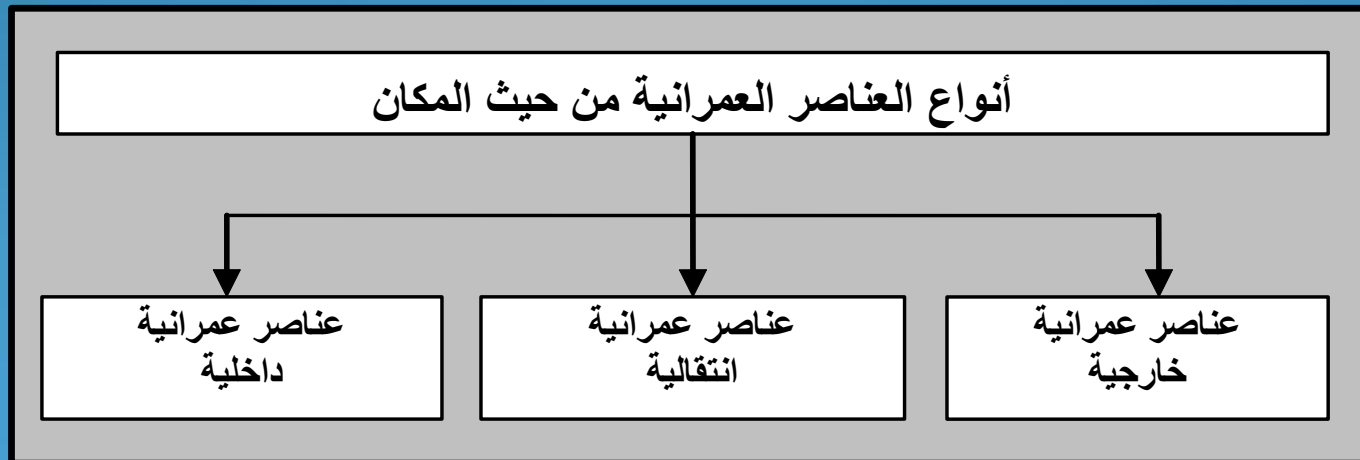 أنواع العناصر العمرانية من حيث المكان
عناصر عمرانية
خارجية
عناصر عمرانية
انتقالية
عناصر عمرانية
داخلية